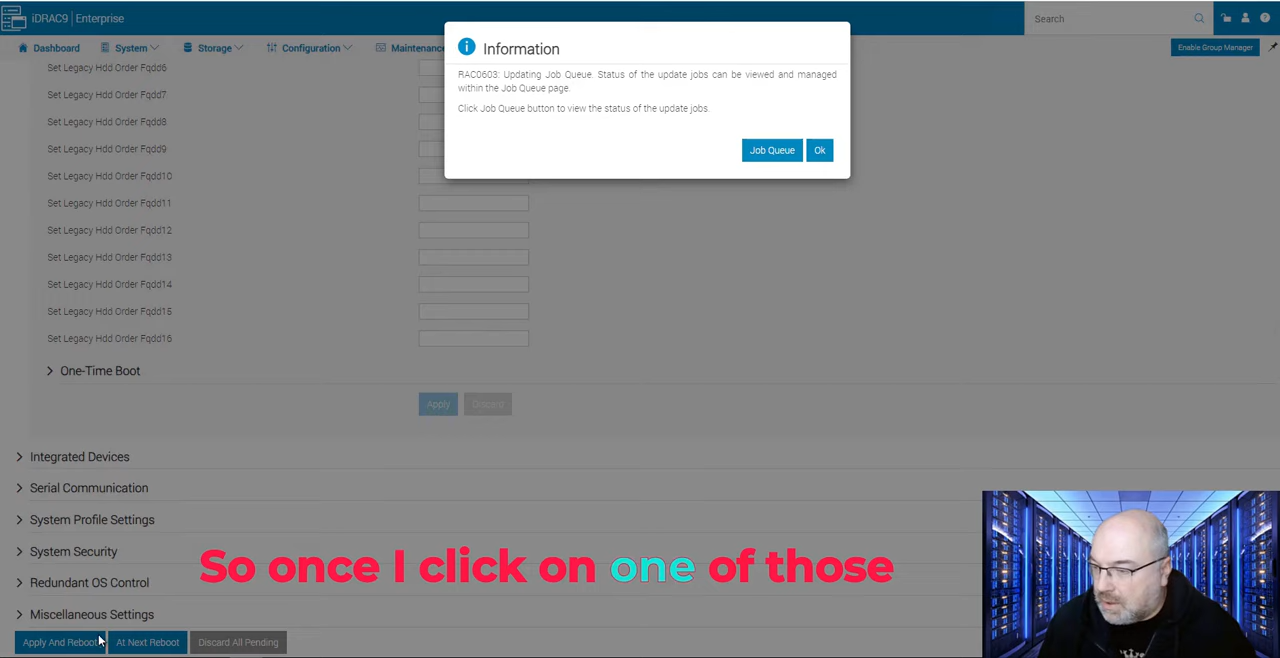 iDRAC9 | Enterprise
Search
Dashboard
System
Storage
Configuration
Maintenance
Enable Group Manager
Information
RAC0603: Updating Job Queue. Status of the update jobs can be viewed and managed
within the Job Queue page.
Click Job Queue button to view the status of the update jobs.
Job Queue
Ok
Set Legacy Hdd Order Fqdd6
Set Legacy Hdd Order Fqdd7
Set Legacy Hdd Order Fqdd8
Set Legacy Hdd Order Fqdd9
Set Legacy Hdd Order Fqdd10
Set Legacy Hdd Order Fqdd11
Set Legacy Hdd Order Fqdd12
Set Legacy Hdd Order Fqdd13
Set Legacy Hdd Order Fqdd14
Set Legacy Hdd Order Fqdd15
Set Legacy Hdd Order Fqdd16
One-Time Boot
Apply
Discard
Integrated Devices
Serial Communication
System Profile Settings
System Security
Redundant OS Control
Miscellaneous Settings
So once I click on one of those
Apply And Reboot
At Next Reboot
Discard All Pending